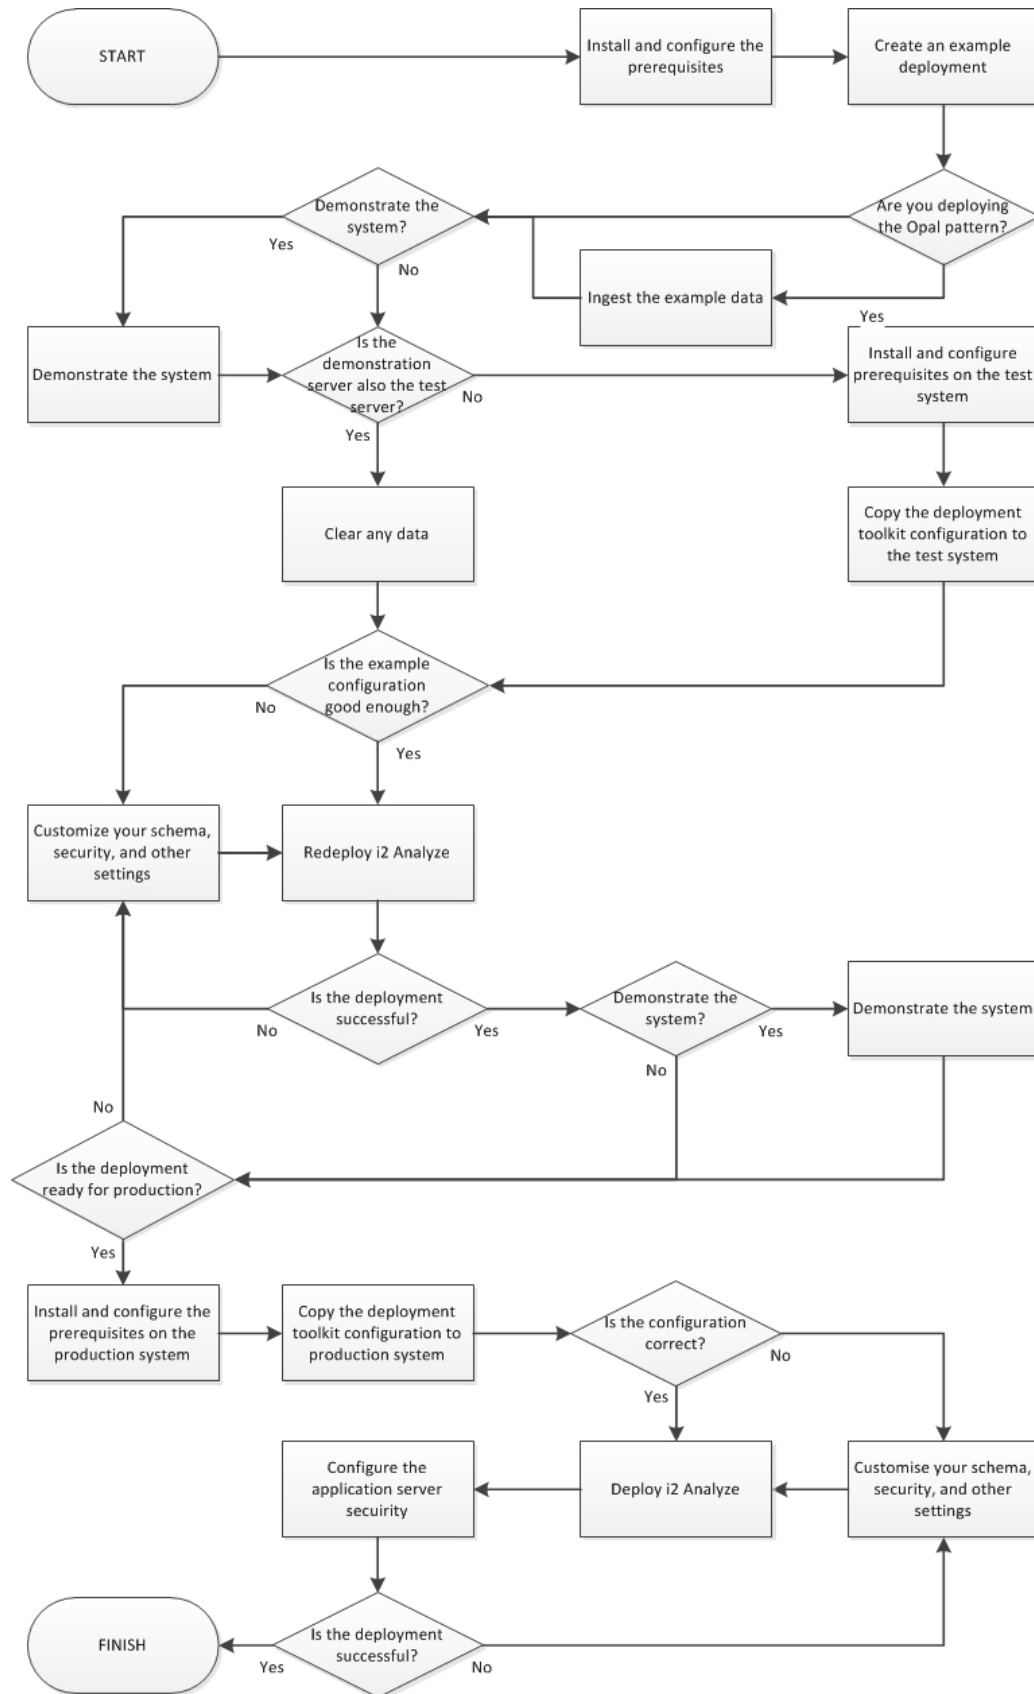 START
Install and configure the
prerequisites
Create an example
deployment
Are you deploying
the Opal pattern?
Demonstrate the
system?
Yes
No
Ingest the example data
Yes
Demonstrate the system
Is the
demonstration
server also the test
server?
No
Yes
Install and configure
prerequisites on the test
system
Clear any data
Copy the deployment
toolkit configuration to
the test system
Is the example
configuration
good enough?
No
Yes
Customize your schema,
security, and other
settings
Redeploy i2 Analyze
Is the deployment
successful?
No
Yes
Demonstrate the
system?
Yes
No
Demonstrate the system
No
Is the deployment
ready for production?
Yes
Install and configure the
prerequisites on the
production system
Copy the deployment
toolkit configuration to
production system
Is the configuration
correct?
No
Yes
Configure the
application server
secuirity
Deploy i2 Analyze
Customise your schema,
security, and other
settings
FINISH
Is the deployment
successful?
Yes
No